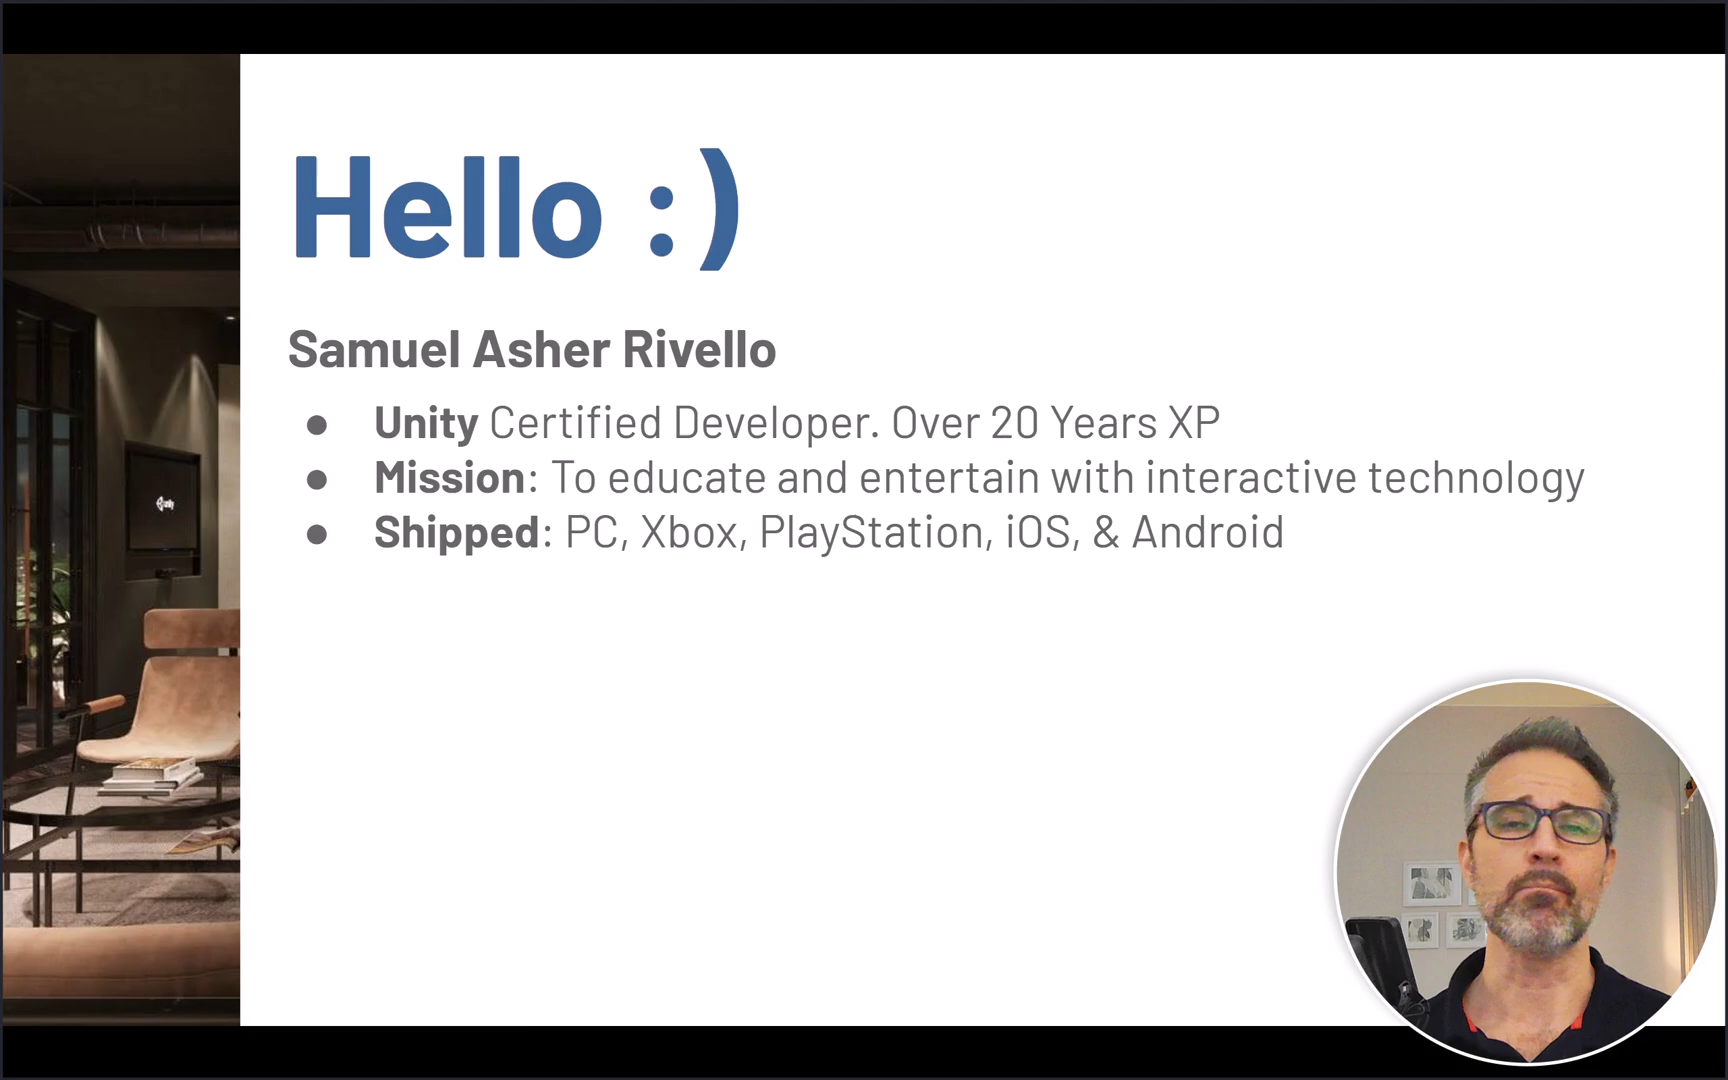 Hello :)
Samuel Asher Rivello
● Unity Certified Developer. Over 20 Years XP
● Mission: To educate and entertain with interactive technology
● Shipped: PC, Xbox, PlayStation, iOS, & Android
unity